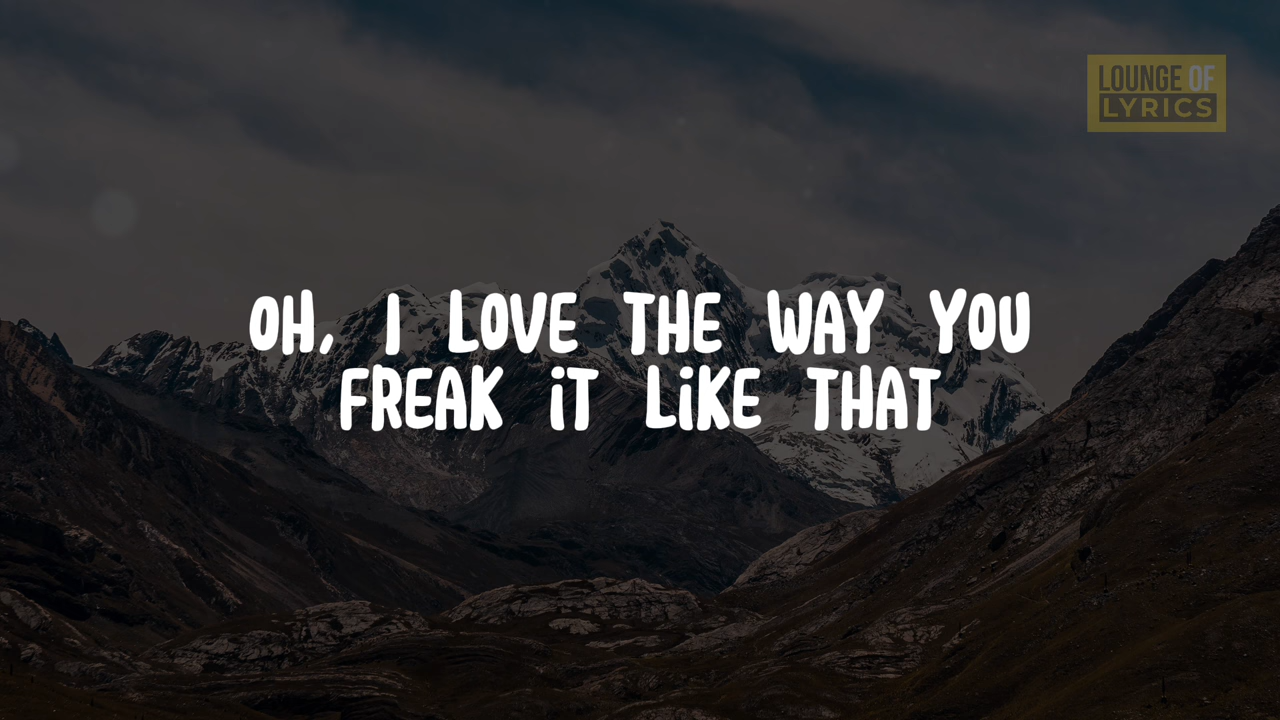 LOUNGE OF
LYRICS
OH, I LOVE THE WAY YOU
FREAK iT LiKE THAT